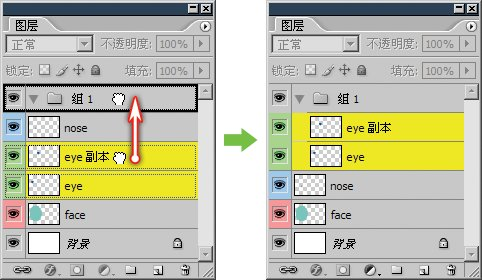 图层
正常
不透明度: 100%
锁定:
填充: 100%
组 1
nose
eye 副本
eye
face
背景
图层
正常
不透明度: 100%
锁定:
填充: 100%
组 1
eye 副本
eye
nose
face
背景